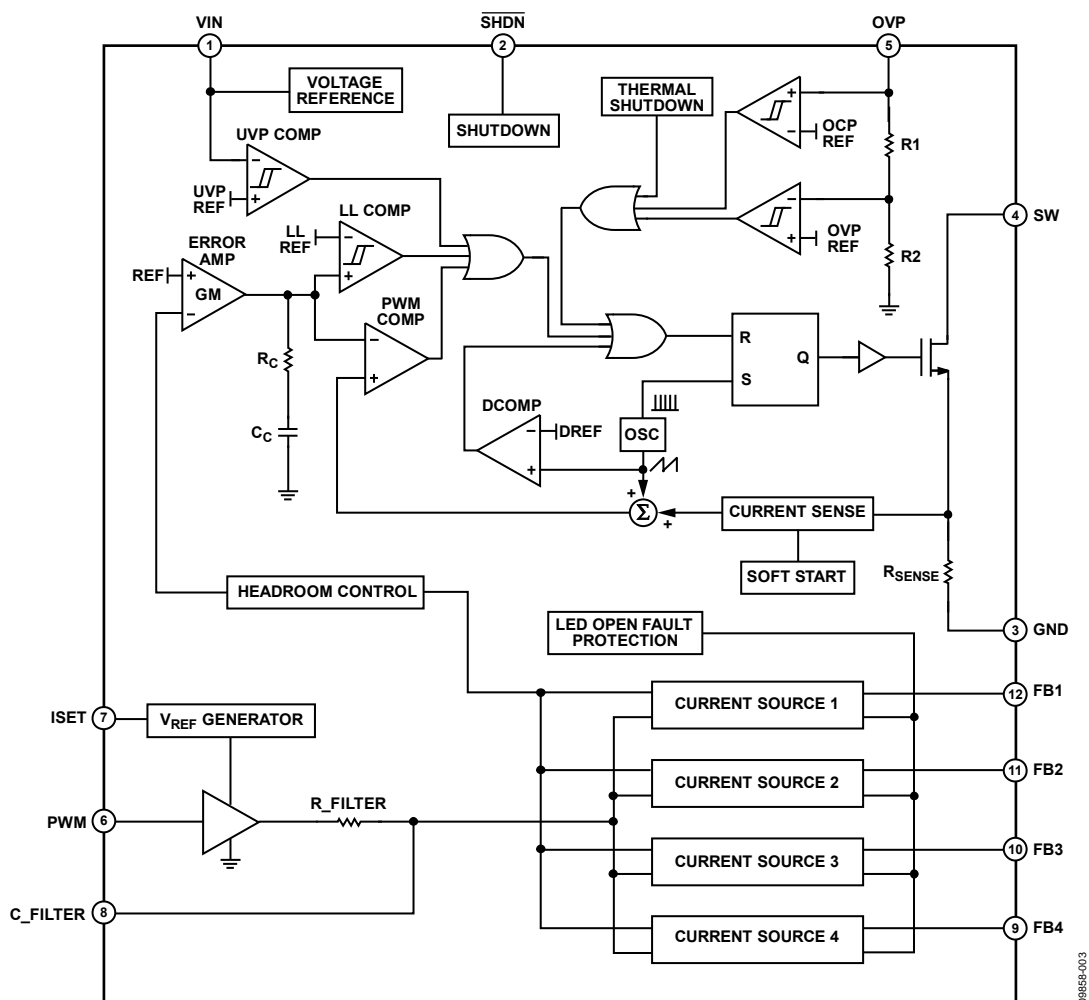 VIN
1
SHDN
2
OVP
5
VOLTAGE
REFERENCE
THERMAL
SHUTDOWN
SHUTDOWN
+
−
OCP
REF
R1
UVP COMP
−
+
UVP
REF
LL COMP
−
+
LL
REF
−
+
OVP
REF
R2
4
SW
ERROR
AMP
REF
+
GM
−
PWM
COMP
−
+
RC
CC
R
S
Q
DCOMP
−
DREF
+
OSC
+
Σ
+
CURRENT SENSE
SOFT START
RSENSE
HEADROOM CONTROL
LED OPEN FAULT
PROTECTION
3
GND
ISET
7
VREF GENERATOR
CURRENT SOURCE 1
12
FB1
CURRENT SOURCE 2
11
FB2
PWM
6
R_FILTER
CURRENT SOURCE 3
10
FB3
C_FILTER
8
CURRENT SOURCE 4
9
FB4
09858-003